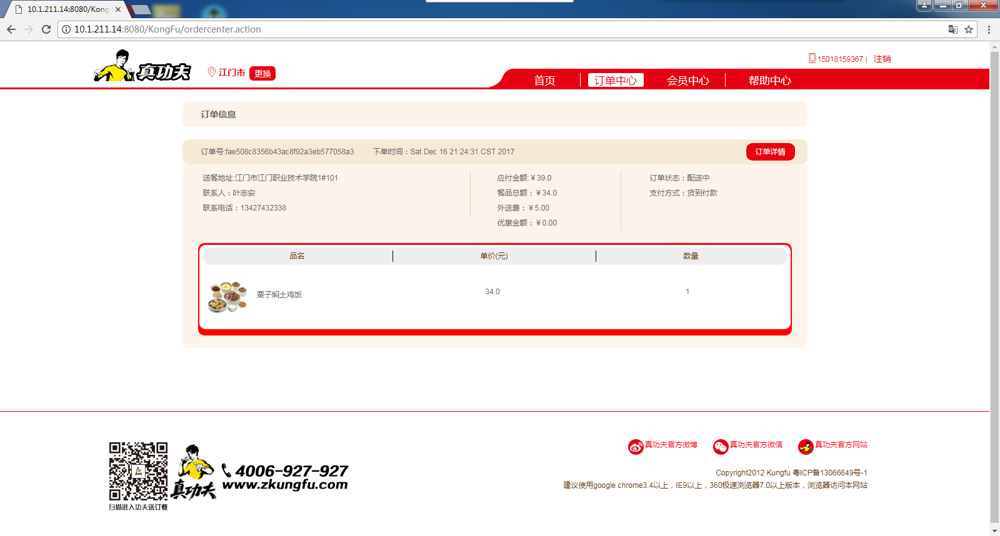 10.1.211.14:8080/Kong
10.1.211.14:8080/KongFu/ordercenter.action
真功夫
江门市 更换
15018159367 | 注销
首页 订单中心 会员中心 帮助中心
订单信息
订单号:fae508c8356b43ac8f92a3eb577058a3 下单时间：Sat Dec 16 21:24:31 CST 2017 订单详情
送餐地址:江门市江门职业技术学院1#101
联系人：叶志安
联系电话：13427432338
应付金额:￥39.0
餐品总额：￥34.0
外送费：￥5.00
优惠金额：￥0.00
订单状态：配送中
支付方式：货到付款
品名 单价(元) 数量
栗子焖土鸡饭 34.0 1
扫描进入功夫送订餐
真功夫
4006-927-927
www.zkungfu.com
真功夫官方微博 真功夫官方微信 真功夫官方网站
Copyright2012 Kungfu 粤ICP备13066649号-1
建议使用google chrome3.4以上，IE9以上，360极速浏览器7.0以上版本，浏览器访问本网站